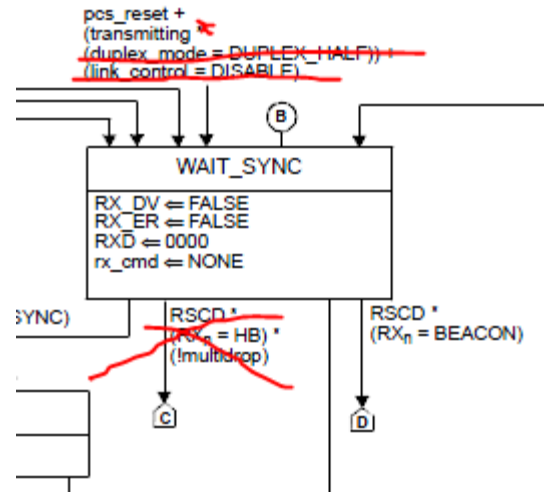 pcs_reset +
(transmitting *
(duplex_mode = DUPLEX_HALF)) +
(link_control = DISABLE)
B
WAIT_SYNC
RX_DV ⇐ FALSE
RX_ER ⇐ FALSE
RXD ⇐ 0000
rx_cmd ⇐ NONE
SYNC)
RSCD *
(RXn = HB) *
(!multidrop)
RSCD *
(RXn = BEACON)
C
D